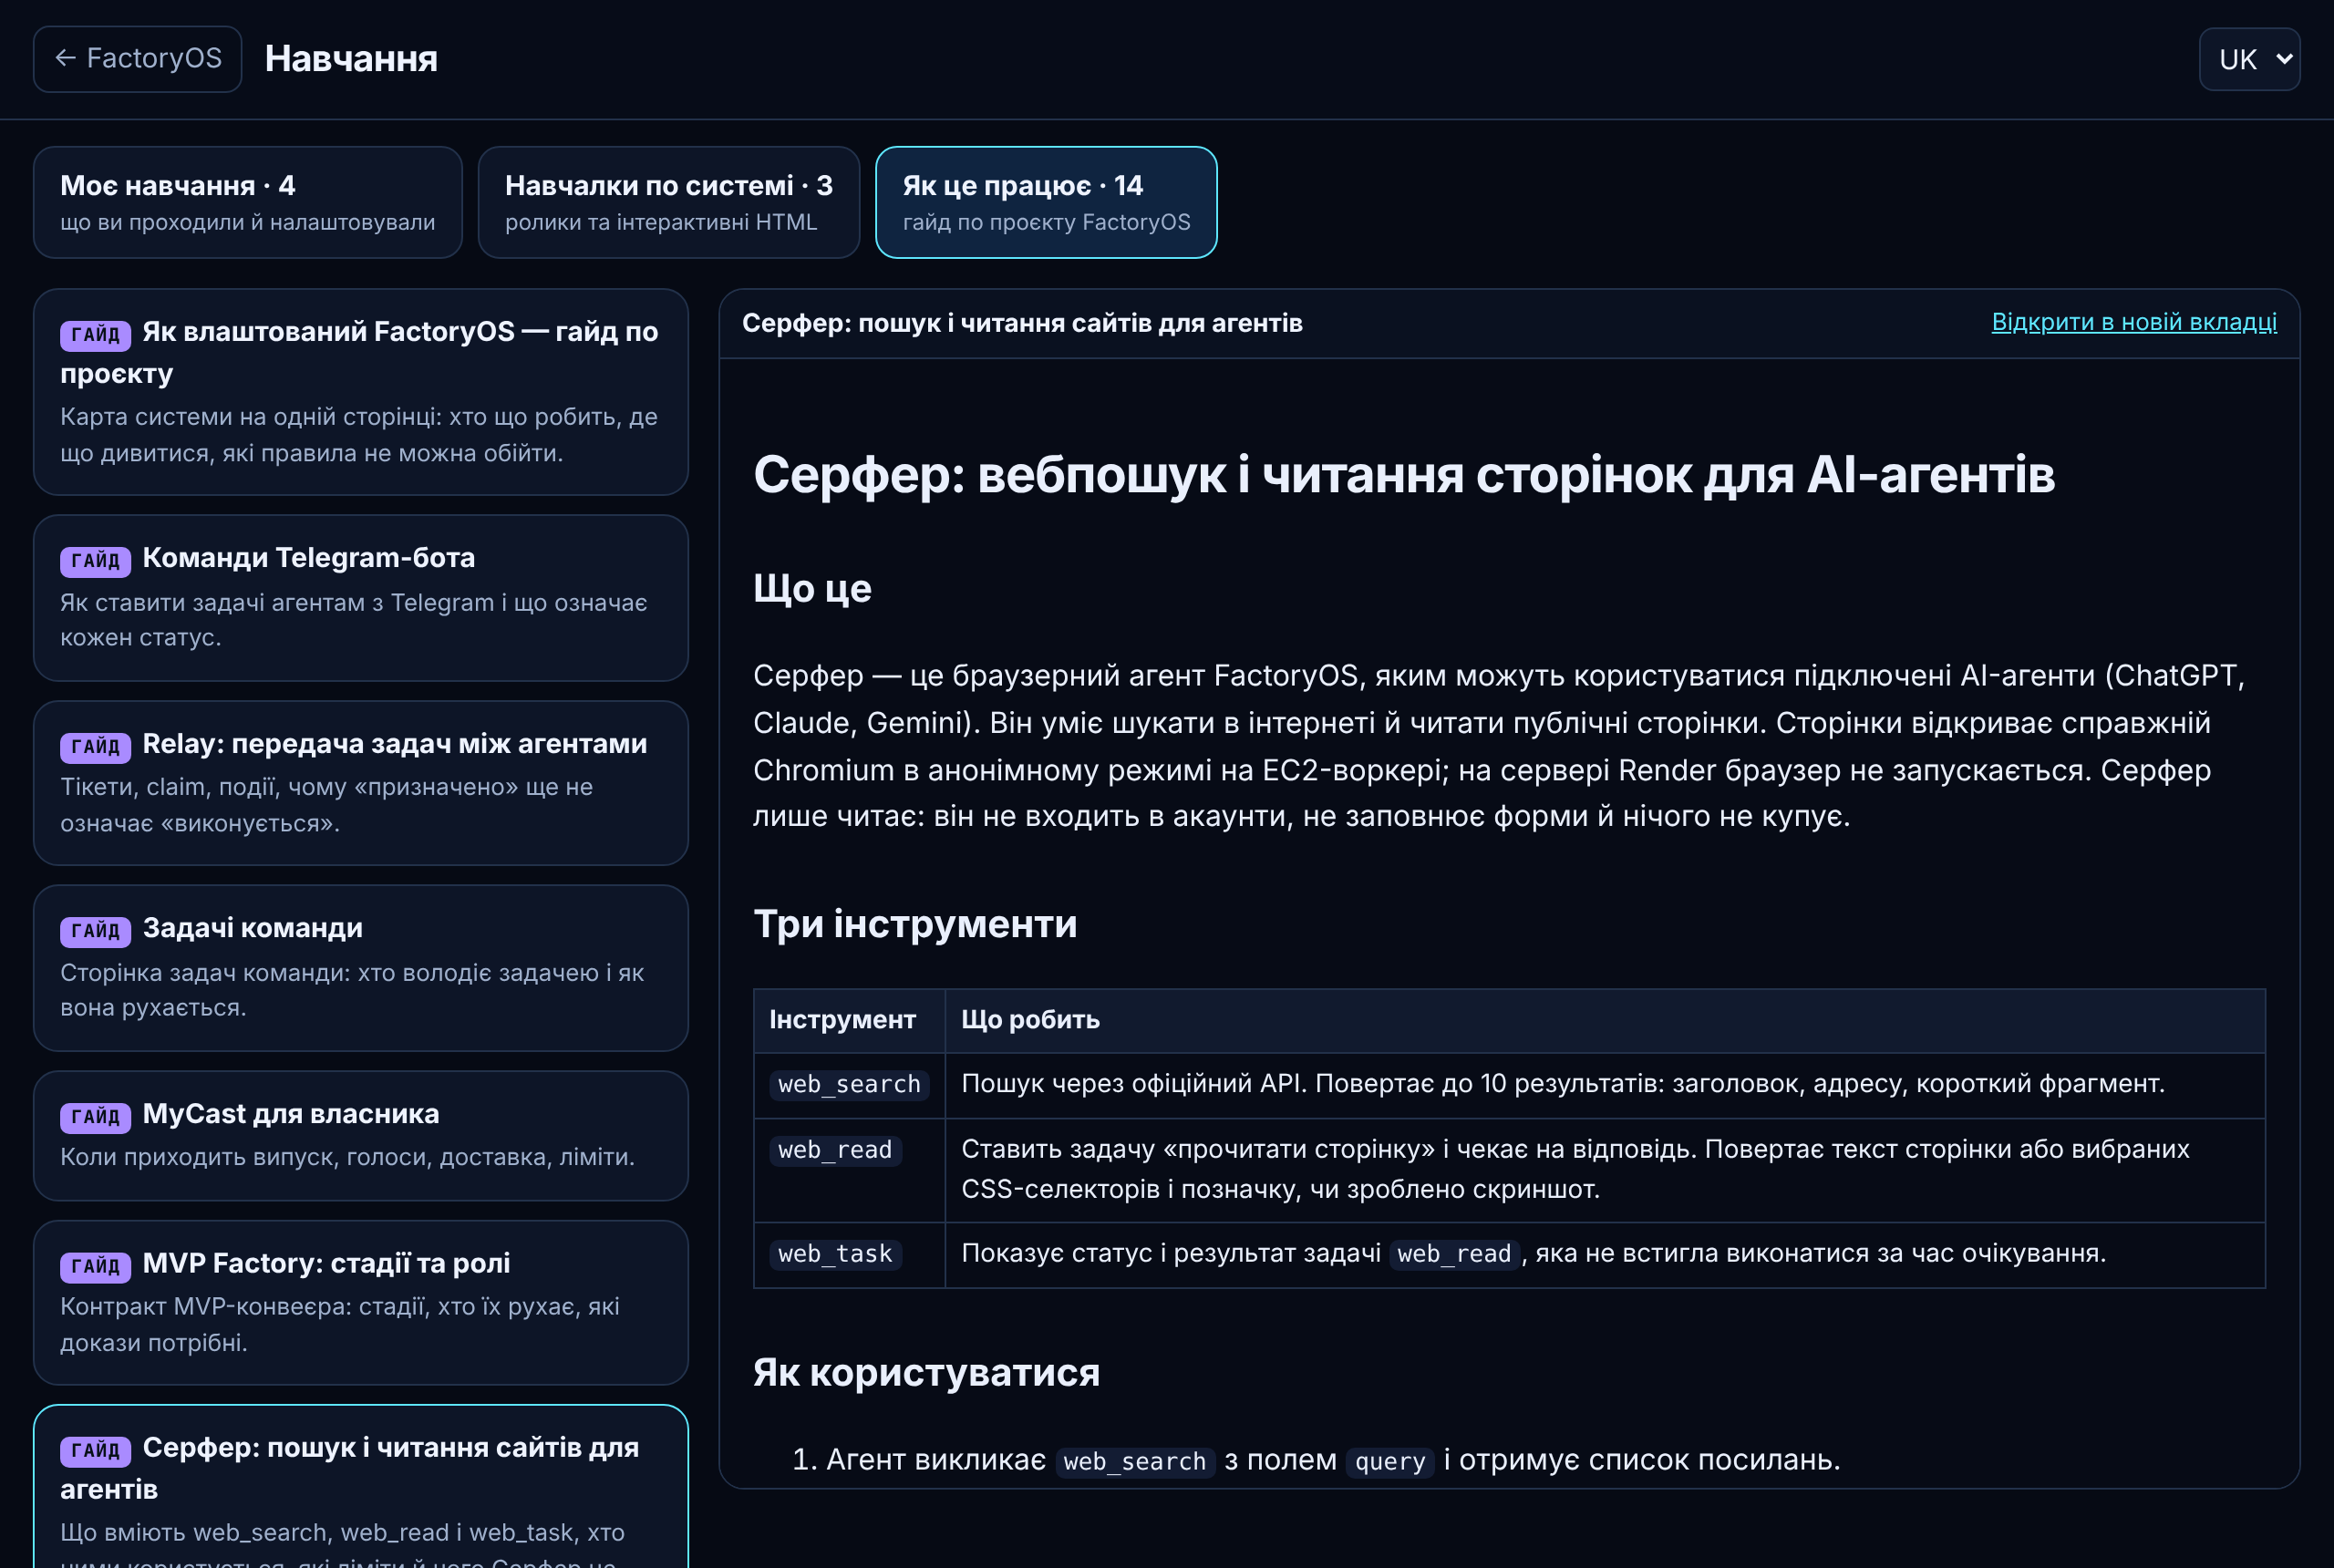 ← FactoryOS
Навчання
UK
Моє навчання · 4
що ви проходили й налаштовували
Навчалки по системі · 3
ролики та інтерактивні HTML
Як це працює · 14
гайд по проєкту FactoryOS
ГАЙД Як влаштований FactoryOS — гайд по
проєкту
Карта системи на одній сторінці: хто що робить, де
що дивитися, які правила не можна обійти.
ГАЙД Команди Telegram-бота
Як ставити задачі агентам з Telegram і що означає
кожен статус.
ГАЙД Relay: передача задач між агентами
Тікети, claim, події, чому «призначено» ще не
означає «виконується».
ГАЙД Задачі команди
Сторінка задач команди: хто володіє задачею і як
вона рухається.
ГАЙД MyCast для власника
Коли приходить випуск, голоси, доставка, ліміти.
ГАЙД MVP Factory: стадії та ролі
Контракт MVP-конвеєра: стадії, хто їх рухає, які
докази потрібні.
ГАЙД Серфер: пошук і читання сайтів для
агентів
Що вміють web_search, web_read і web_task, хто
ними користується, які ліміти й чого Серфер не
Серфер: пошук і читання сайтів для агентів
Відкрити в новій вкладці
Серфер: вебпошук і читання сторінок для AI-агентів
Що це
Серфер — це браузерний агент FactoryOS, яким можуть користуватися підключені AI-агенти (ChatGPT,
Claude, Gemini). Він уміє шукати в інтернеті й читати публічні сторінки. Сторінки відкриває справжній
Chromium в анонімному режимі на EC2-воркері; на сервері Render браузер не запускається. Серфер
лише читає: він не входить в акаунти, не заповнює форми й нічого не купує.
Три інструменти
Інструмент Що робить
web_search Пошук через офіційний API. Повертає до 10 результатів: заголовок, адресу, короткий фрагмент.
web_read Ставить задачу «прочитати сторінку» і чекає на відповідь. Повертає текст сторінки або вибраних
CSS-селекторів і позначку, чи зроблено скриншот.
web_task Показує статус і результат задачі web_read, яка не встигла виконатися за час очікування.
Як користуватися
1. Агент викликає web_search з полем query і отримує список посилань.